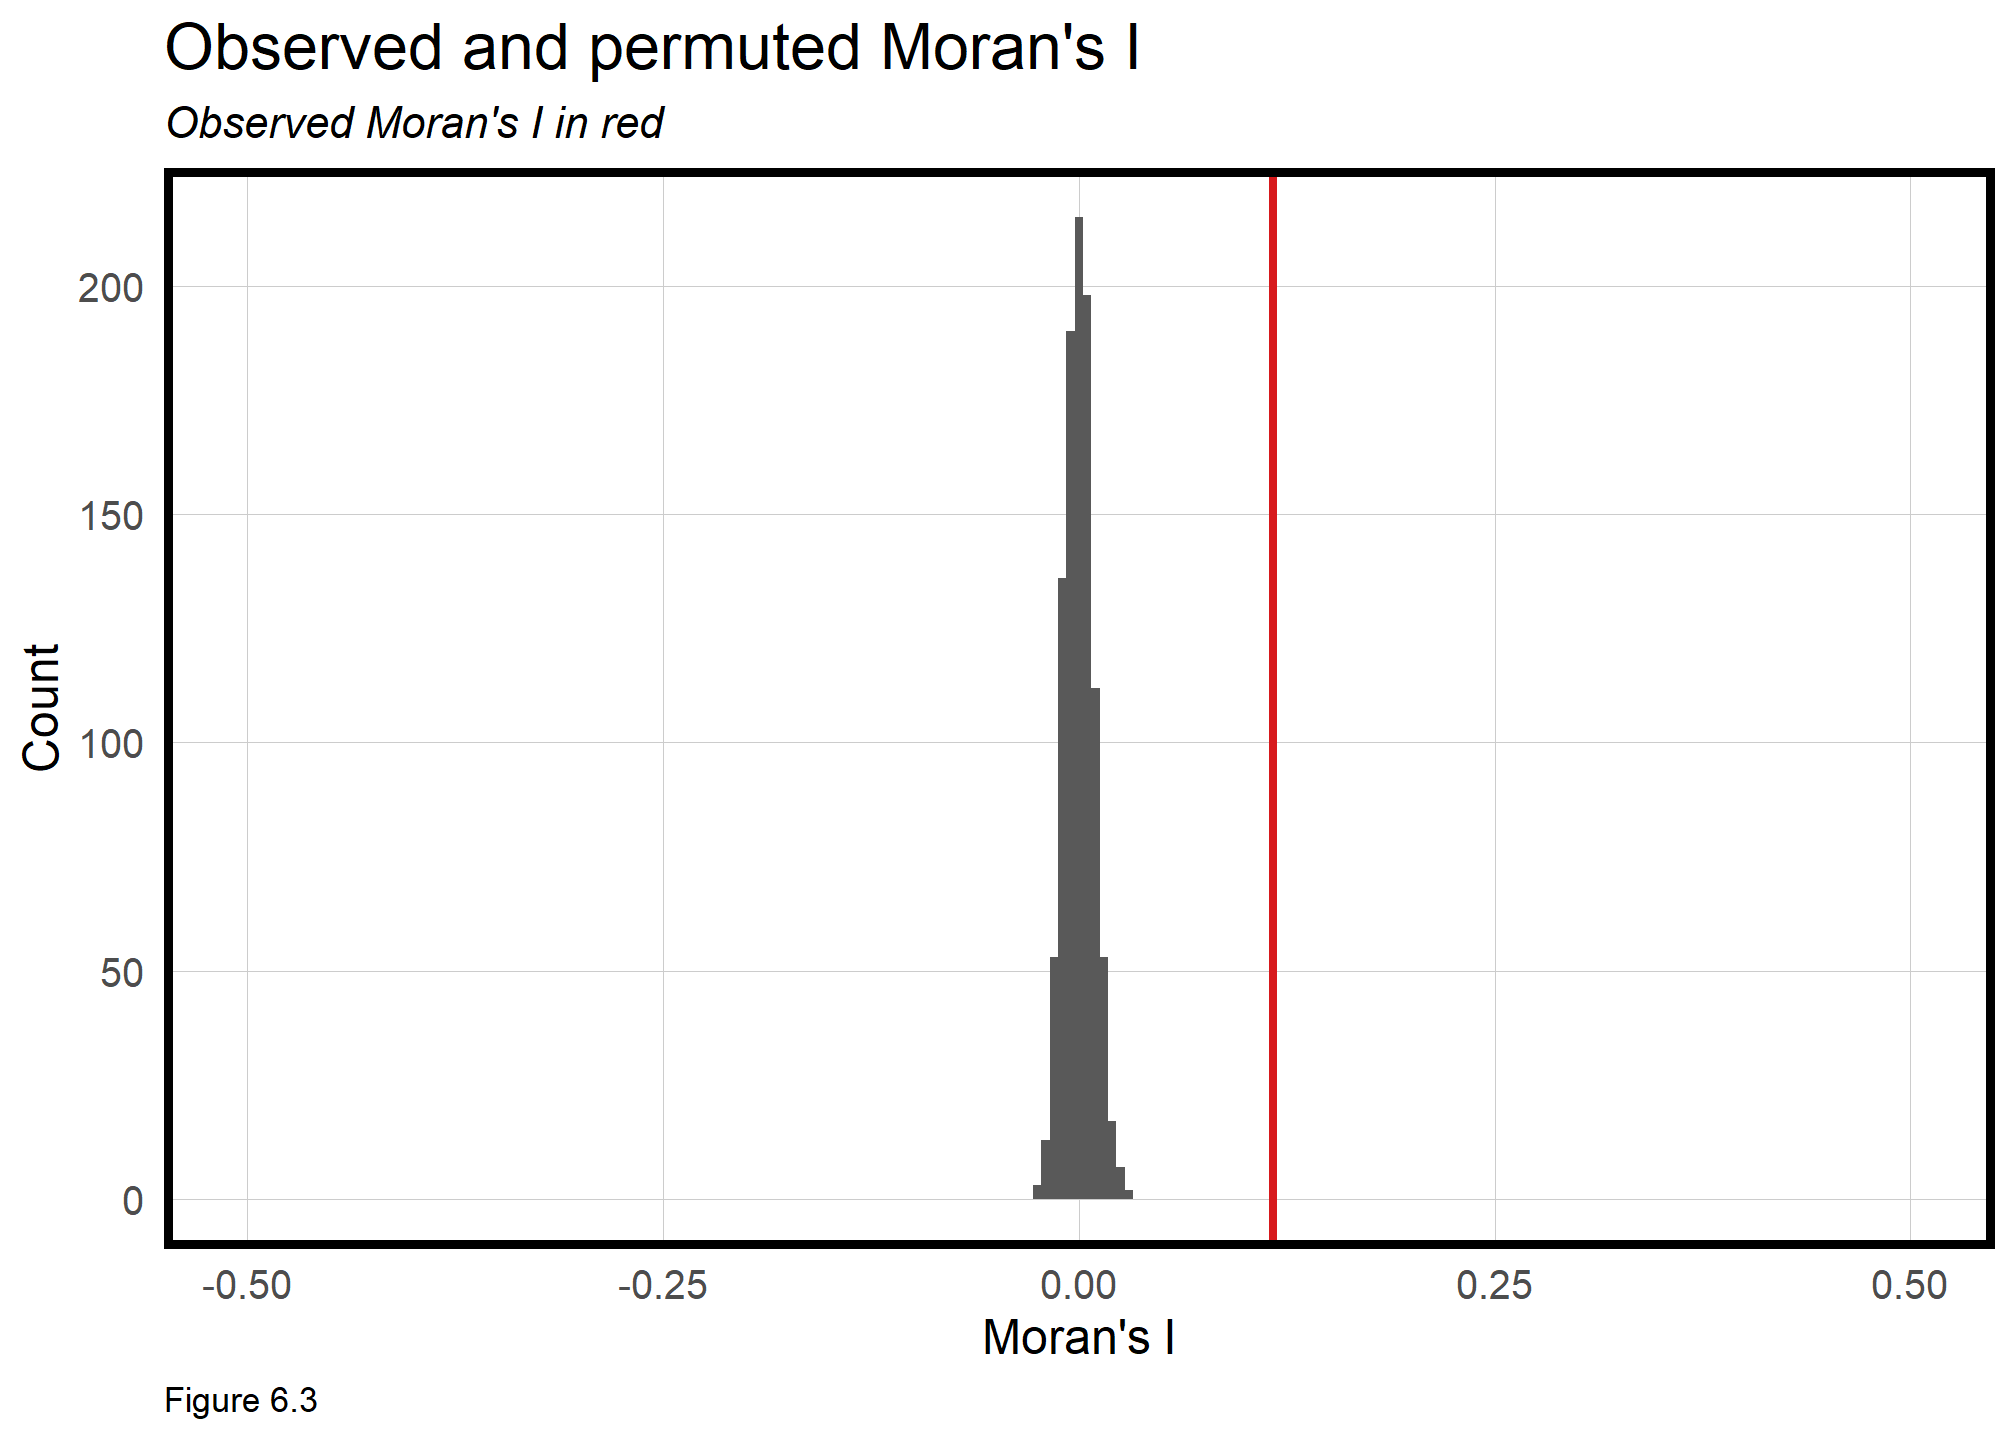 Observed and permuted Moran's I
Observed Moran's I in red
200
150
100
50
0
Count
-0.50
-0.25
0.00
0.25
0.50
Moran's I
Figure 6.3